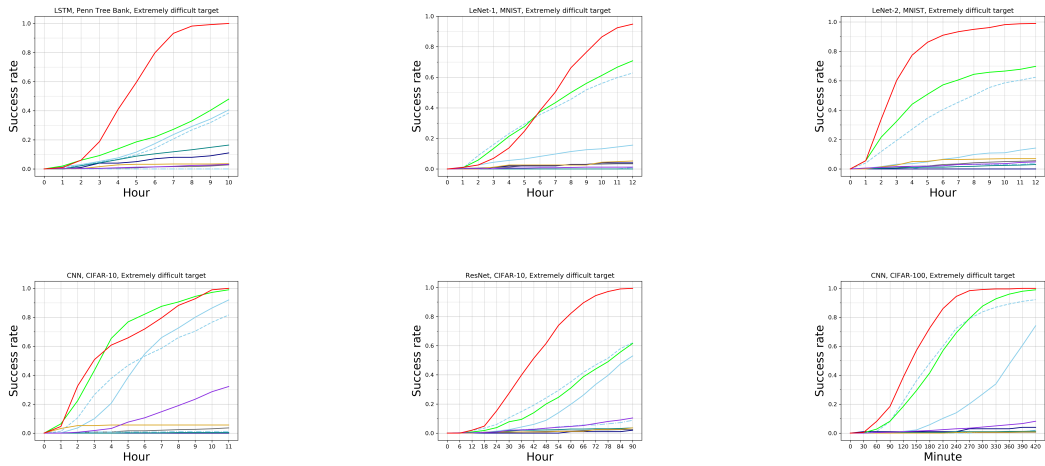 LSTM, Penn Tree Bank, Extremely difficult target
LeNet-1, MNIST, Extremely difficult target
LeNet-2, MNIST, Extremely difficult target
Success rate
1.0
0.8
0.6
0.4
0.2
0.0
0 1 2 3 4 5 6 7 8 9 10
Hour
Success rate
1.0
0.8
0.6
0.4
0.2
0.0
0 1 2 3 4 5 6 7 8 9 10 11 12
Hour
Success rate
1.0
0.8
0.6
0.4
0.2
0.0
0 1 2 3 4 5 6 7 8 9 10 11 12
Hour
CNN, CIFAR-10, Extremely difficult target
ResNet, CIFAR-10, Extremely difficult target
CNN, CIFAR-100, Extremely difficult target
Success rate
1.0
0.8
0.6
0.4
0.2
0.0
0 1 2 3 4 5 6 7 8 9 10 11
Hour
Success rate
1.0
0.8
0.6
0.4
0.2
0.0
0 6 12 18 24 30 36 42 48 54 60 66 72 78 84 90
Hour
Success rate
1.0
0.8
0.6
0.4
0.2
0.0
0 30 60 90 120 150 180 210 240 270 300 330 360 390 420
Minute